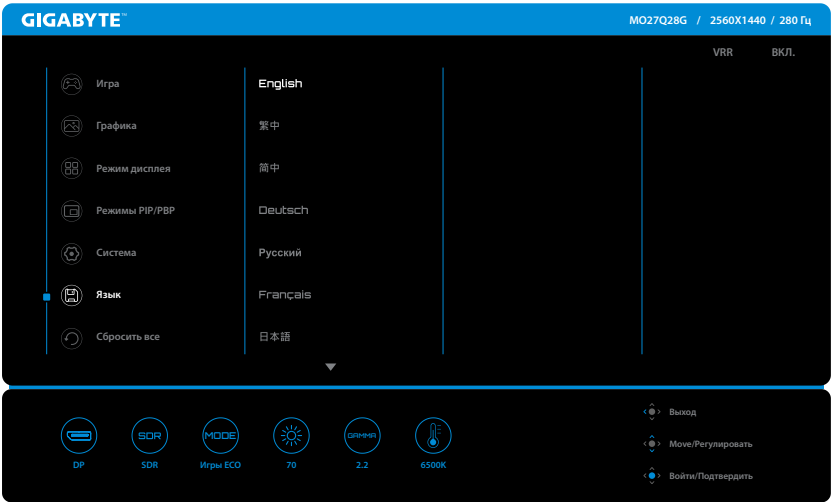 GIGABYTE™
MO27Q28G / 2560X1440 / 280 Гц
VRR ВКЛ.
Игра
English
Графика
繁中
Режим дисплея
简中
Режимы PIP/PBP
Deutsch
Система
Русский
Язык
Français
Сбросить все
日本語
Выход
SDR
MODE
GAMMA
Move/Регулировать
DP
SDR
Игры ECO
70
2.2
6500K
Войти/Подтвердить